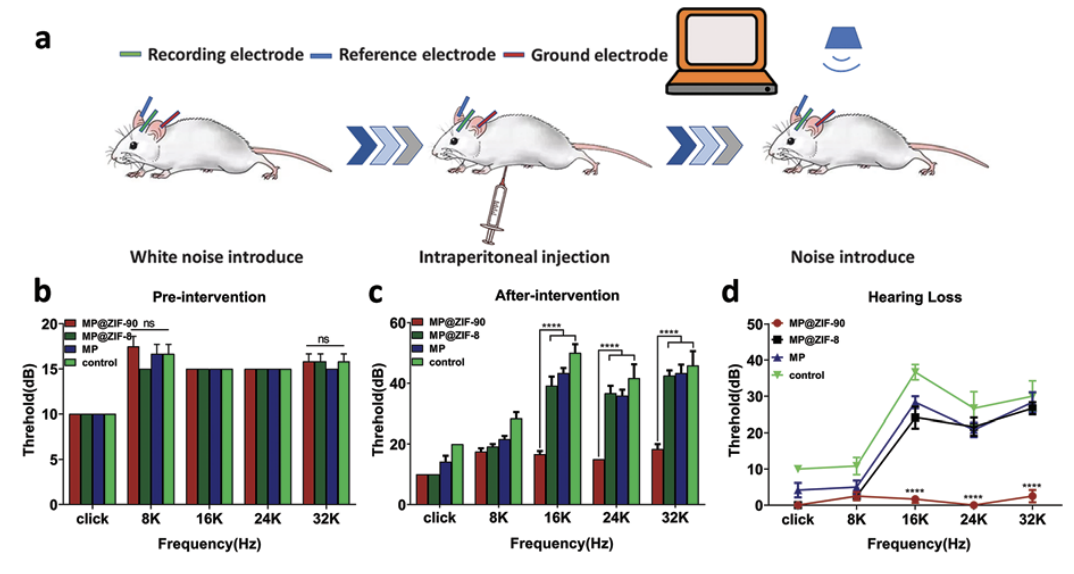 a
Recording electrode Reference electrode Ground electrode
White noise introduce Intraperitoneal injection Noise introduce
b
Pre-intervention
MP@ZIF-90
MP@ZIF-8
MP
control
ns
ns
Threhold(dB)
20
15
10
5
0
click 8K 16K 24K 32K
Frequency(Hz)
c
After-intervention
MP@ZIF-90
MP@ZIF-8
MP
control
****
****
****
Threhold(dB)
60
40
20
0
click 8K 16K 24K 32K
Frequency(Hz)
d
Hearing Loss
MP@ZIF-90
MP@ZIF-8
MP
control
Threhold(dB)
50
40
30
20
10
0
****
****
****
click 8K 16K 24K 32K
Frequency(Hz)